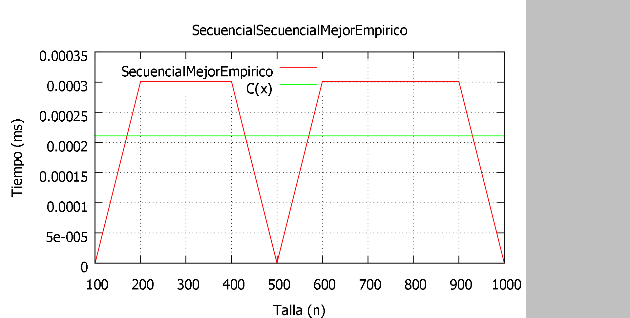 SecuencialSecuencialMejorEmpirico
0.00035
0.0003
0.00025
0.0002
0.00015
0.0001
5e-005
0
SecuencialMejorEmpirico
C(x)
Tiempo (ms)
100 200 300 400 500 600 700 800 900 1000
Talla (n)